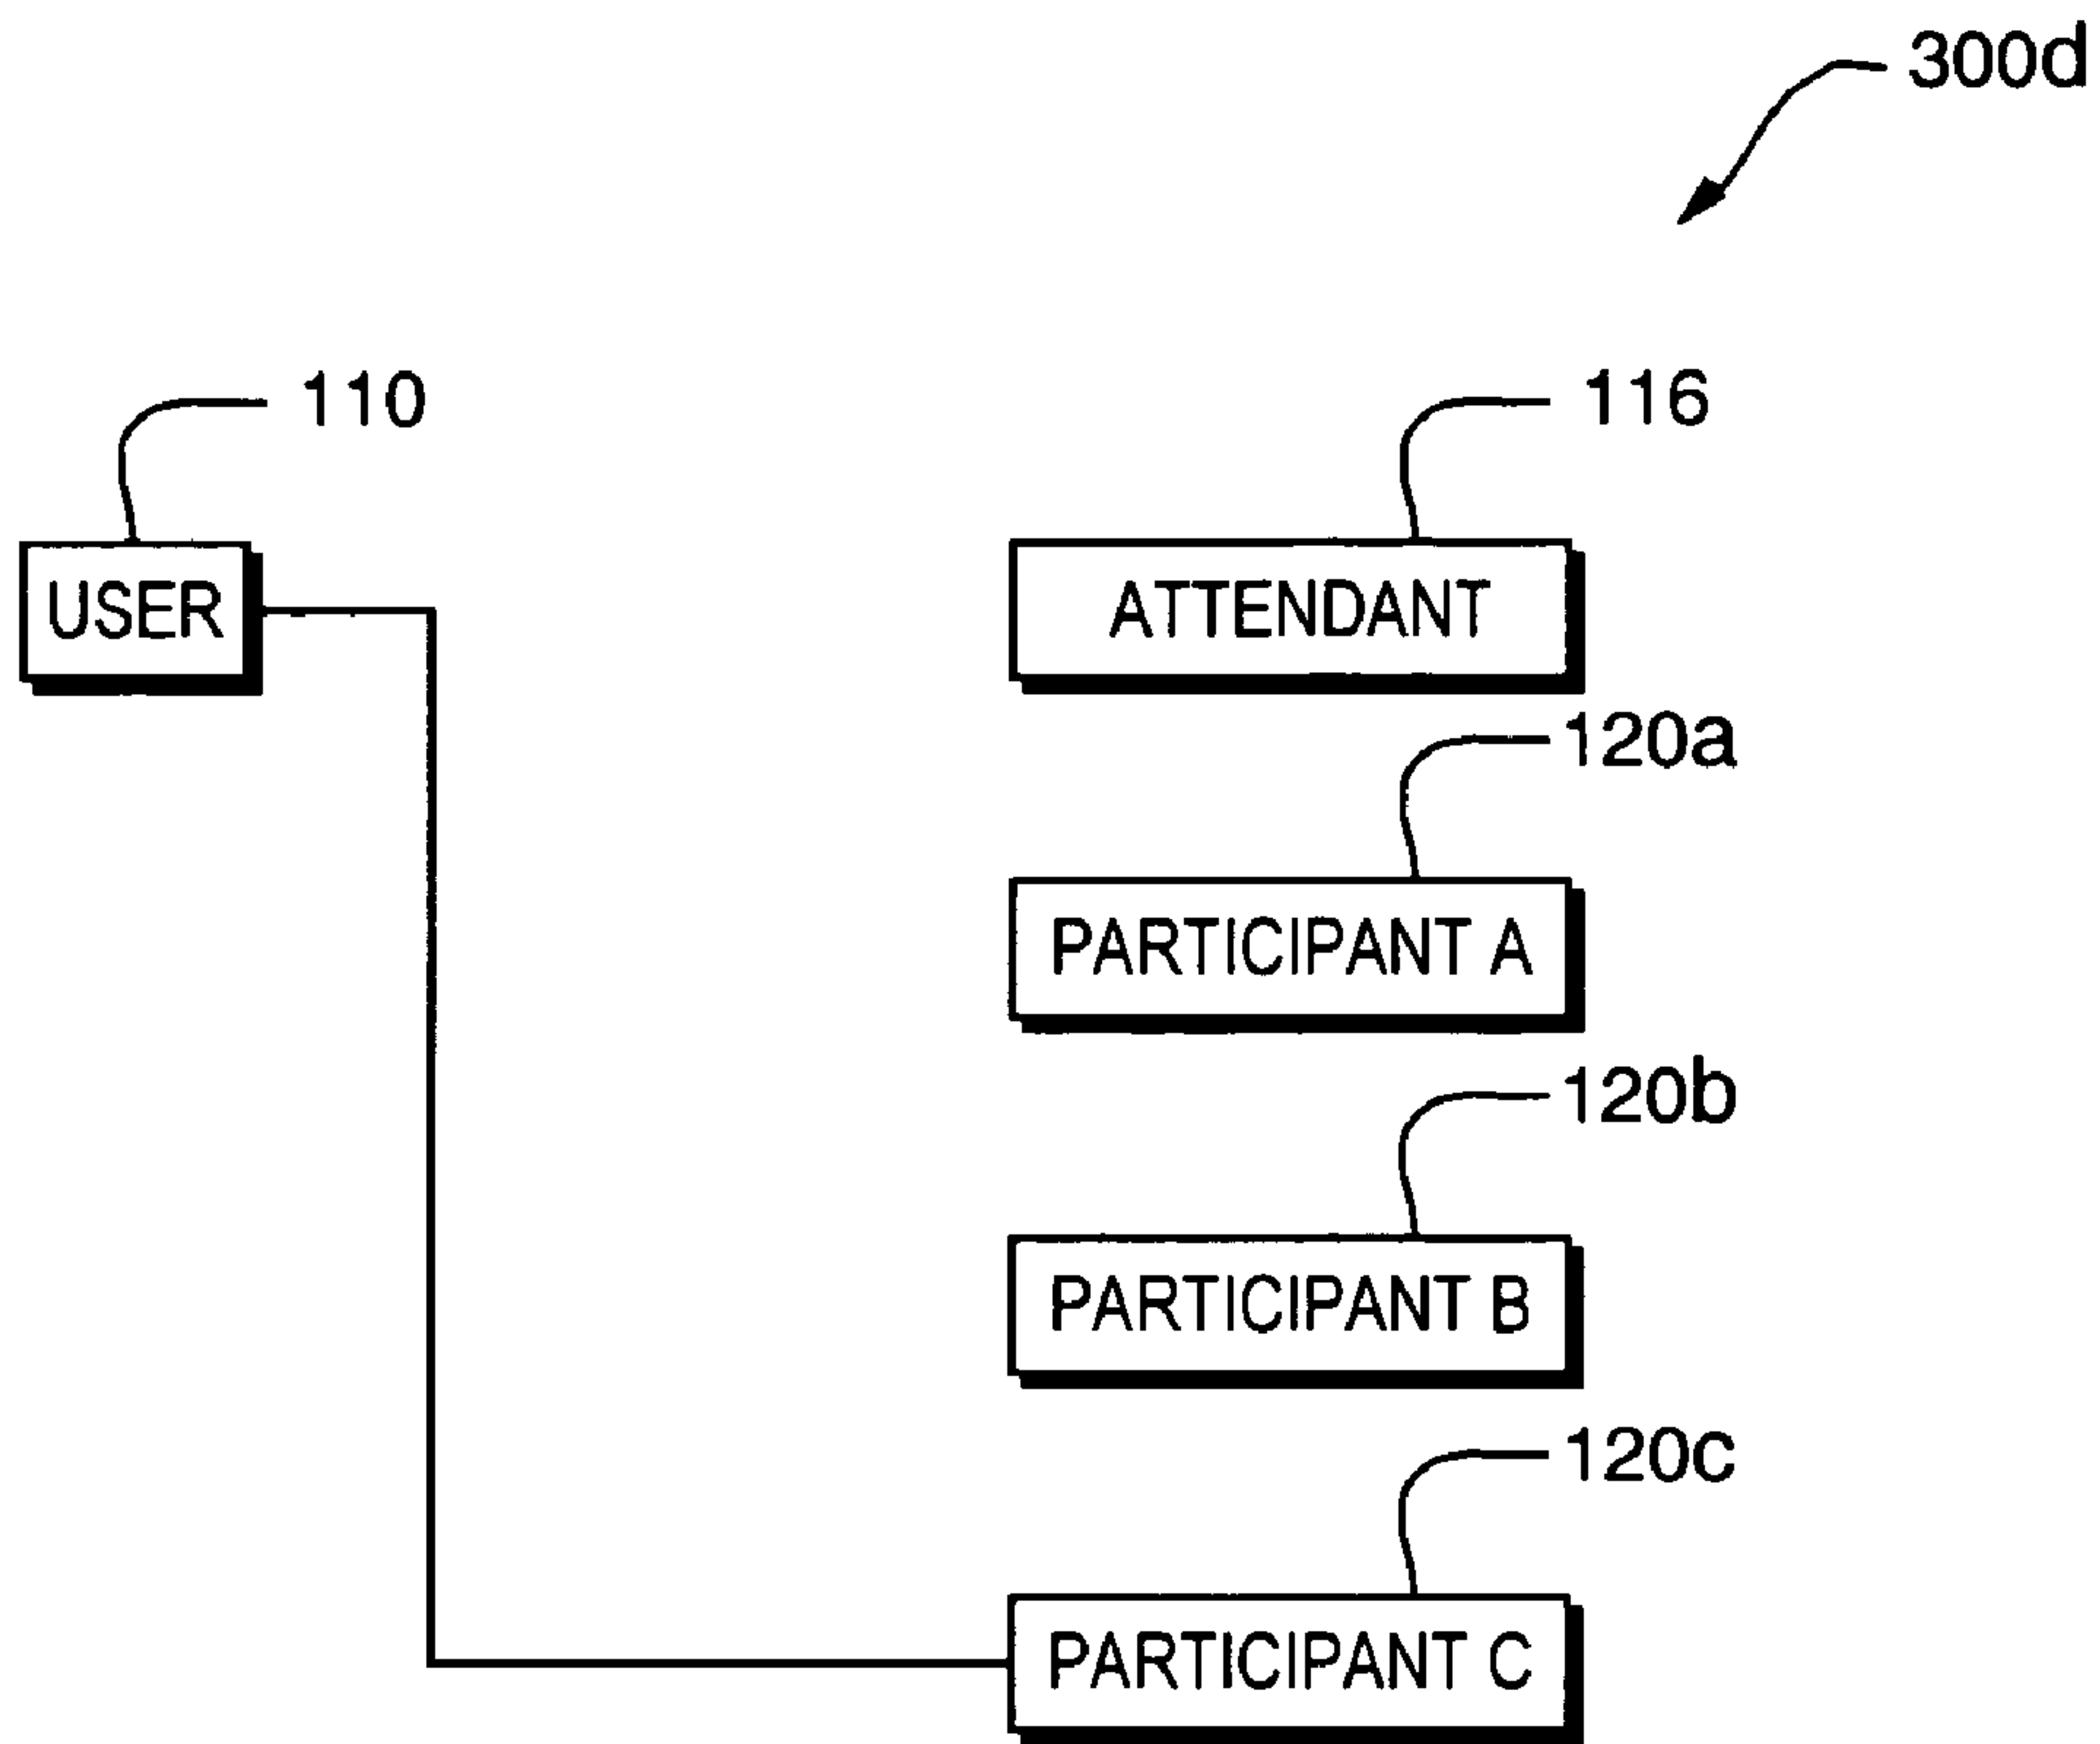 300d
110
116
USER
ATTENDANT
120a
PARTICIPANT A
120b
PARTICIPANT B
120c
PARTICIPANT C